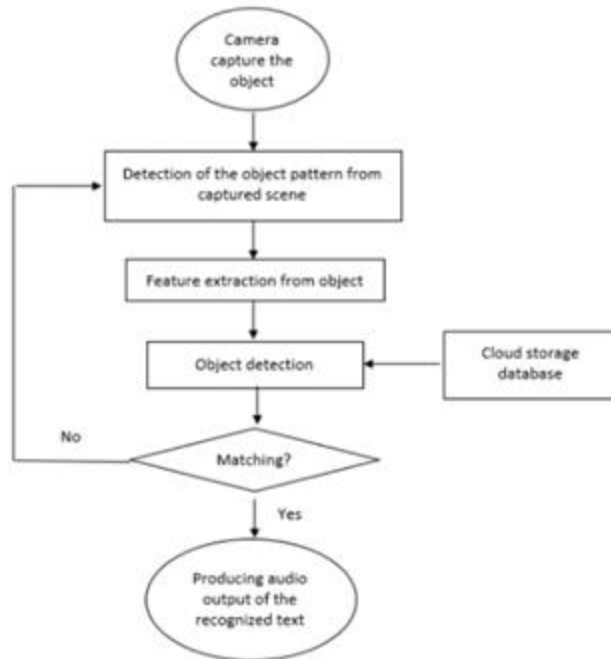 Camera
capture the
object
Detection of the object pattern from
captured scene
Feature extraction from object
Object detection
Cloud storage
database
No
Matching?
Yes
Producing audio
output of the
recognized text